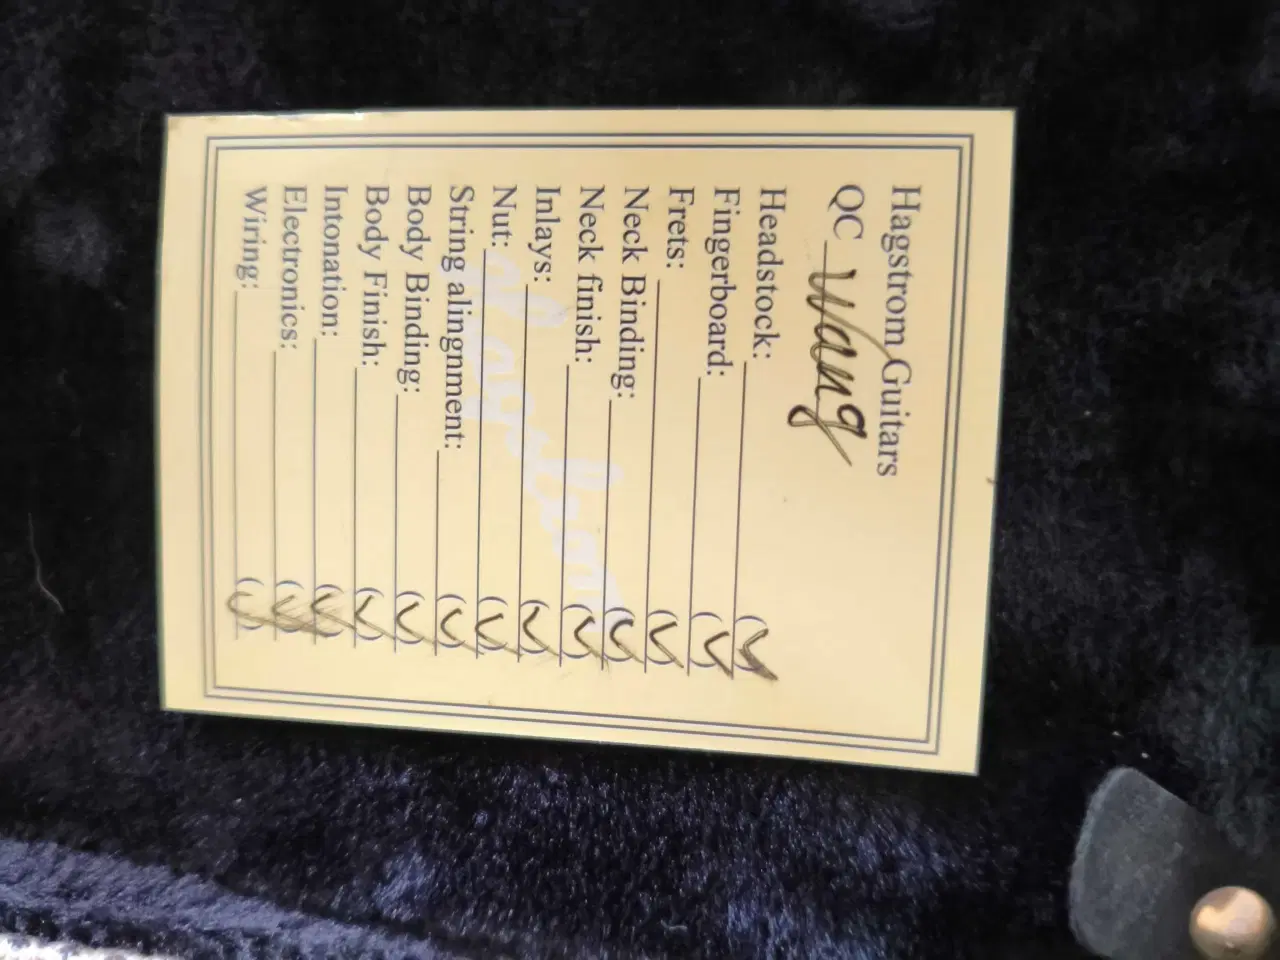 Hagstrom Guitars
QC Wang
Headstock:
Fingerboard:
Frets:
Neck Binding:
Neck finish:
Inlays:
Nut:
String alingnment:
Body Binding:
Body Finish:
Intonation:
Electronics:
Wiring: